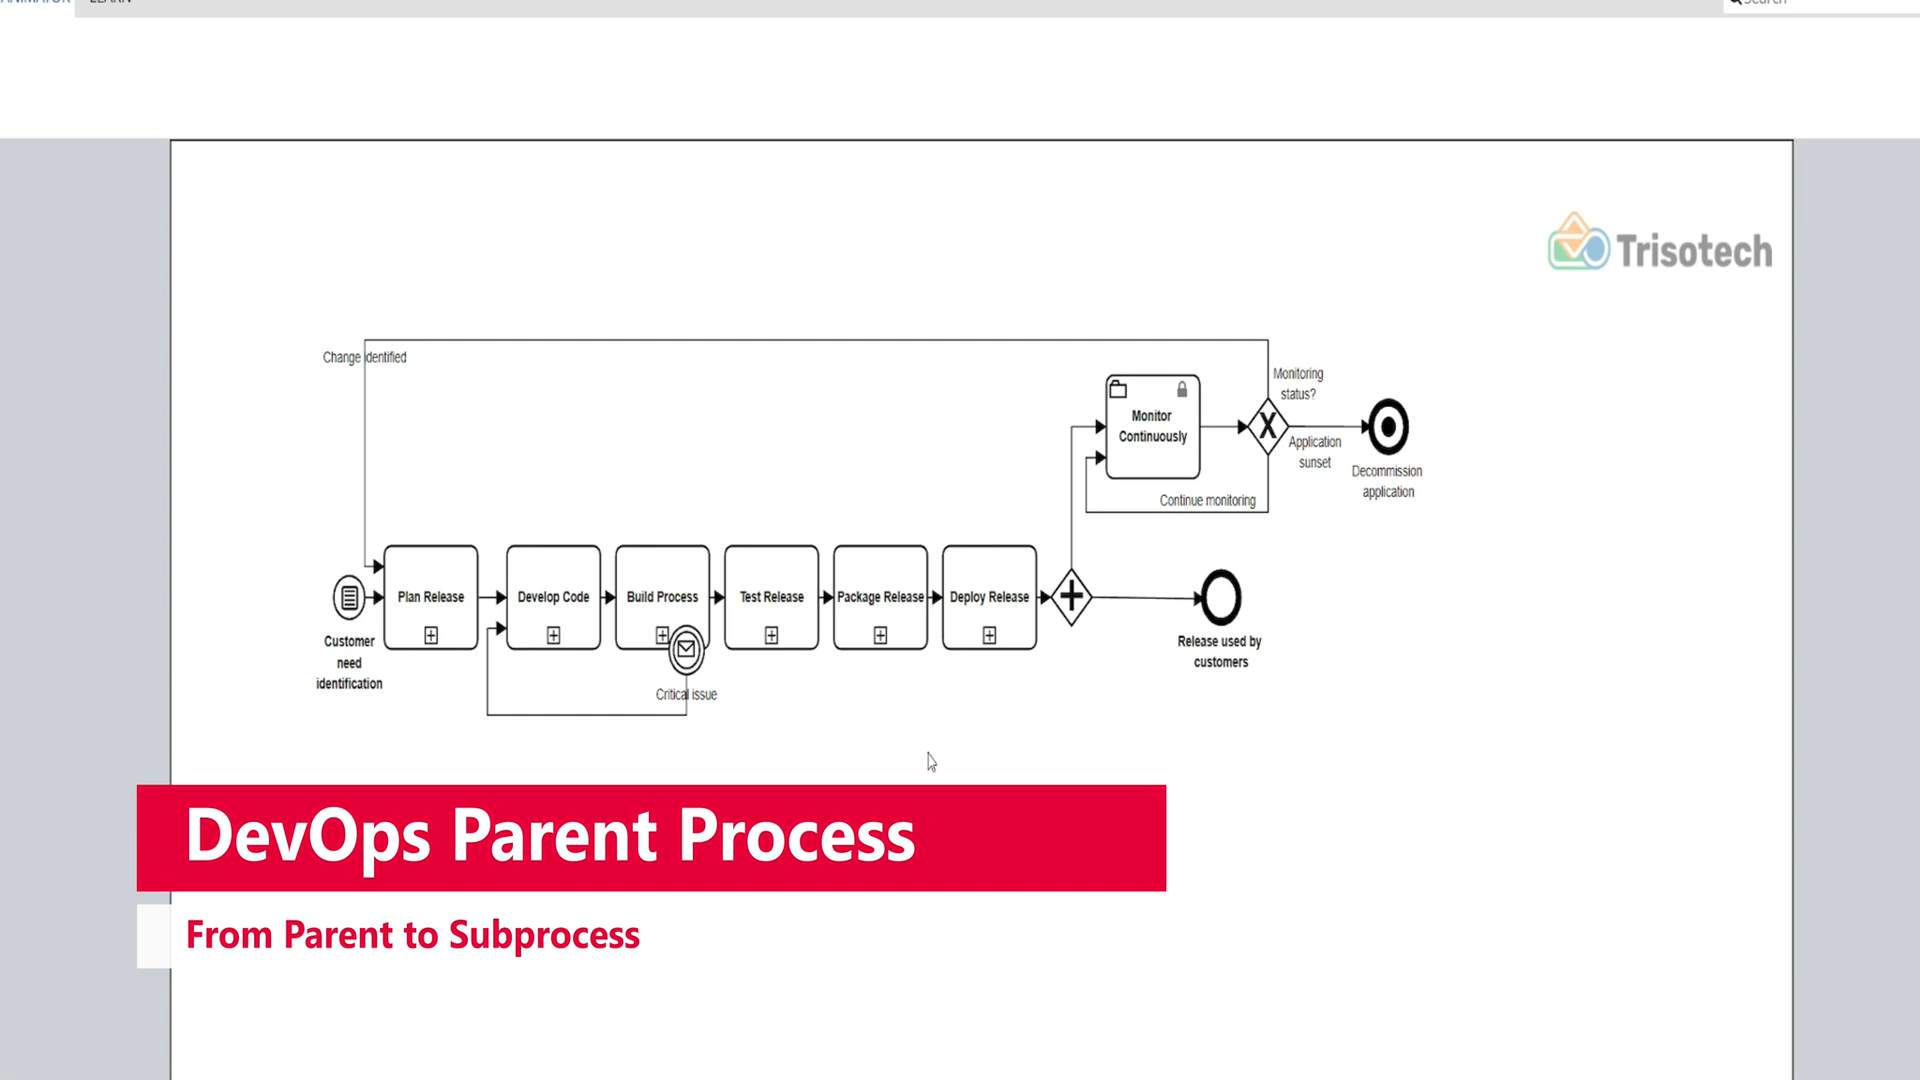 LEARN
Search
Trisotech
Change identified
Monitoring
status?
Monitor
Continuously
Application
sunset
Decommission
application
Continue monitoring
Plan Release
Develop Code
Build Process
Test Release
Package Release
Deploy Release
Customer
need
identification
Release used by
customers
Critical issue
DevOps Parent Process
From Parent to Subprocess